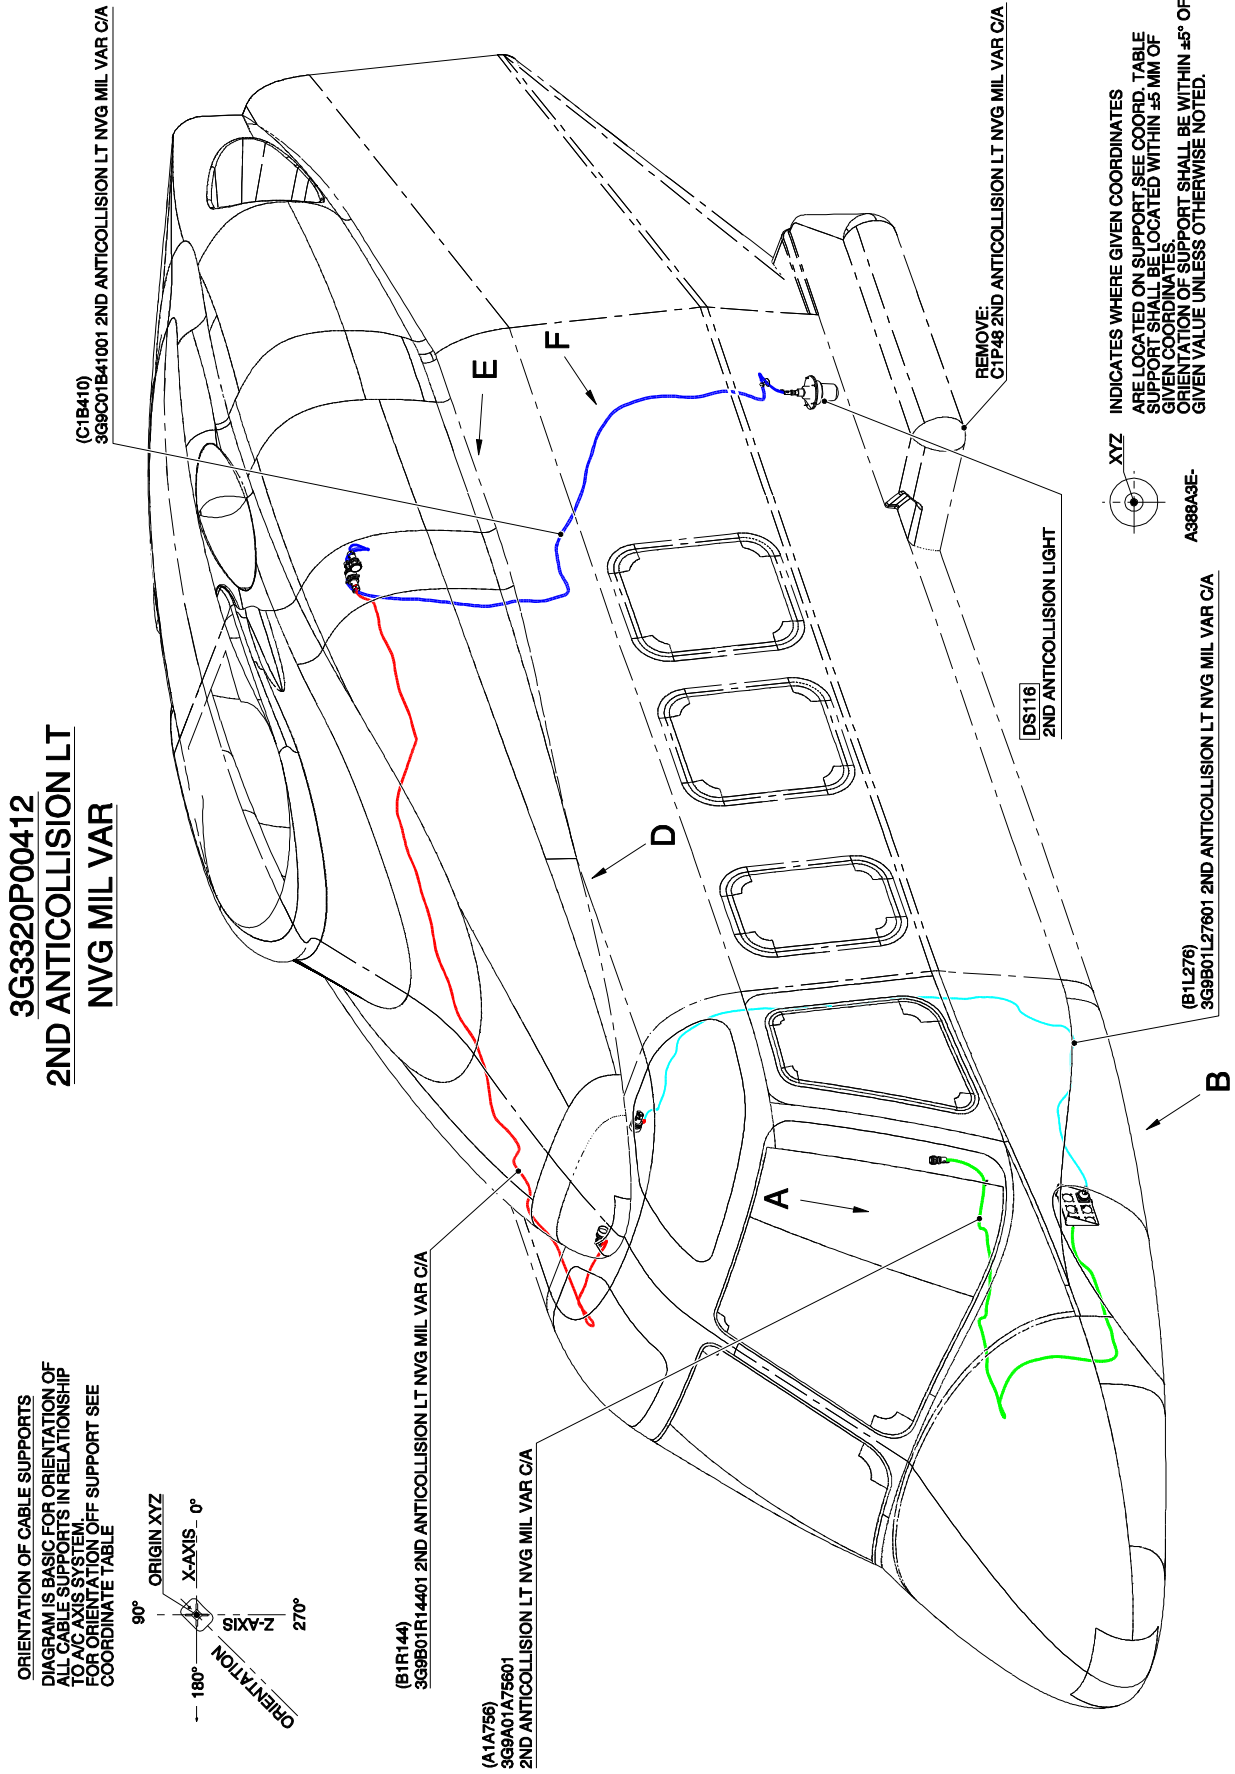 3G3320P00412
2ND ANTICOLLISION LT
NVG MIL VAR
ORIENTATION OF CABLE SUPPORTS
DIAGRAM IS BASIC FOR ORIENTATION OF
ALL CABLE SUPPORTS IN RELATIONSHIP
TO A/C AXIS SYSTEM.
FOR ORIENTATION OFF SUPPORT SEE
COORDINATE TABLE
90°
ORIGIN XYZ
X-AXIS
0°
180°
Z-AXIS
270°
ORIENTATION
(C1B410)
3G9C01B41001 2ND ANTICOLLISION LT NVG MIL VAR C/A
(B1R144)
3G9B01R14401 2ND ANTICOLLISION LT NVG MIL VAR C/A
(A1A756)
3G9A01A75601
2ND ANTICOLLISION LT NVG MIL VAR C/A
E
F
D
A
B
REMOVE:
C1P48 2ND ANTICOLLISION LT NVG MIL VAR C/A
DS116
2ND ANTICOLLISION LIGHT
(B1L276)
3G9B01L27601 2ND ANTICOLLISION LT NVG MIL VAR C/A
XYZ
INDICATES WHERE GIVEN COORDINATES
ARE LOCATED ON SUPPORT,SEE COORD. TABLE
SUPPORT SHALL BE LOCATED WITHIN ±5 MM OF
GIVEN COORDINATES.
ORIENTATION OF SUPPORT SHALL BE WITHIN ±5° OF
GIVEN VALUE UNLESS OTHERWISE NOTED.
A388A3E-